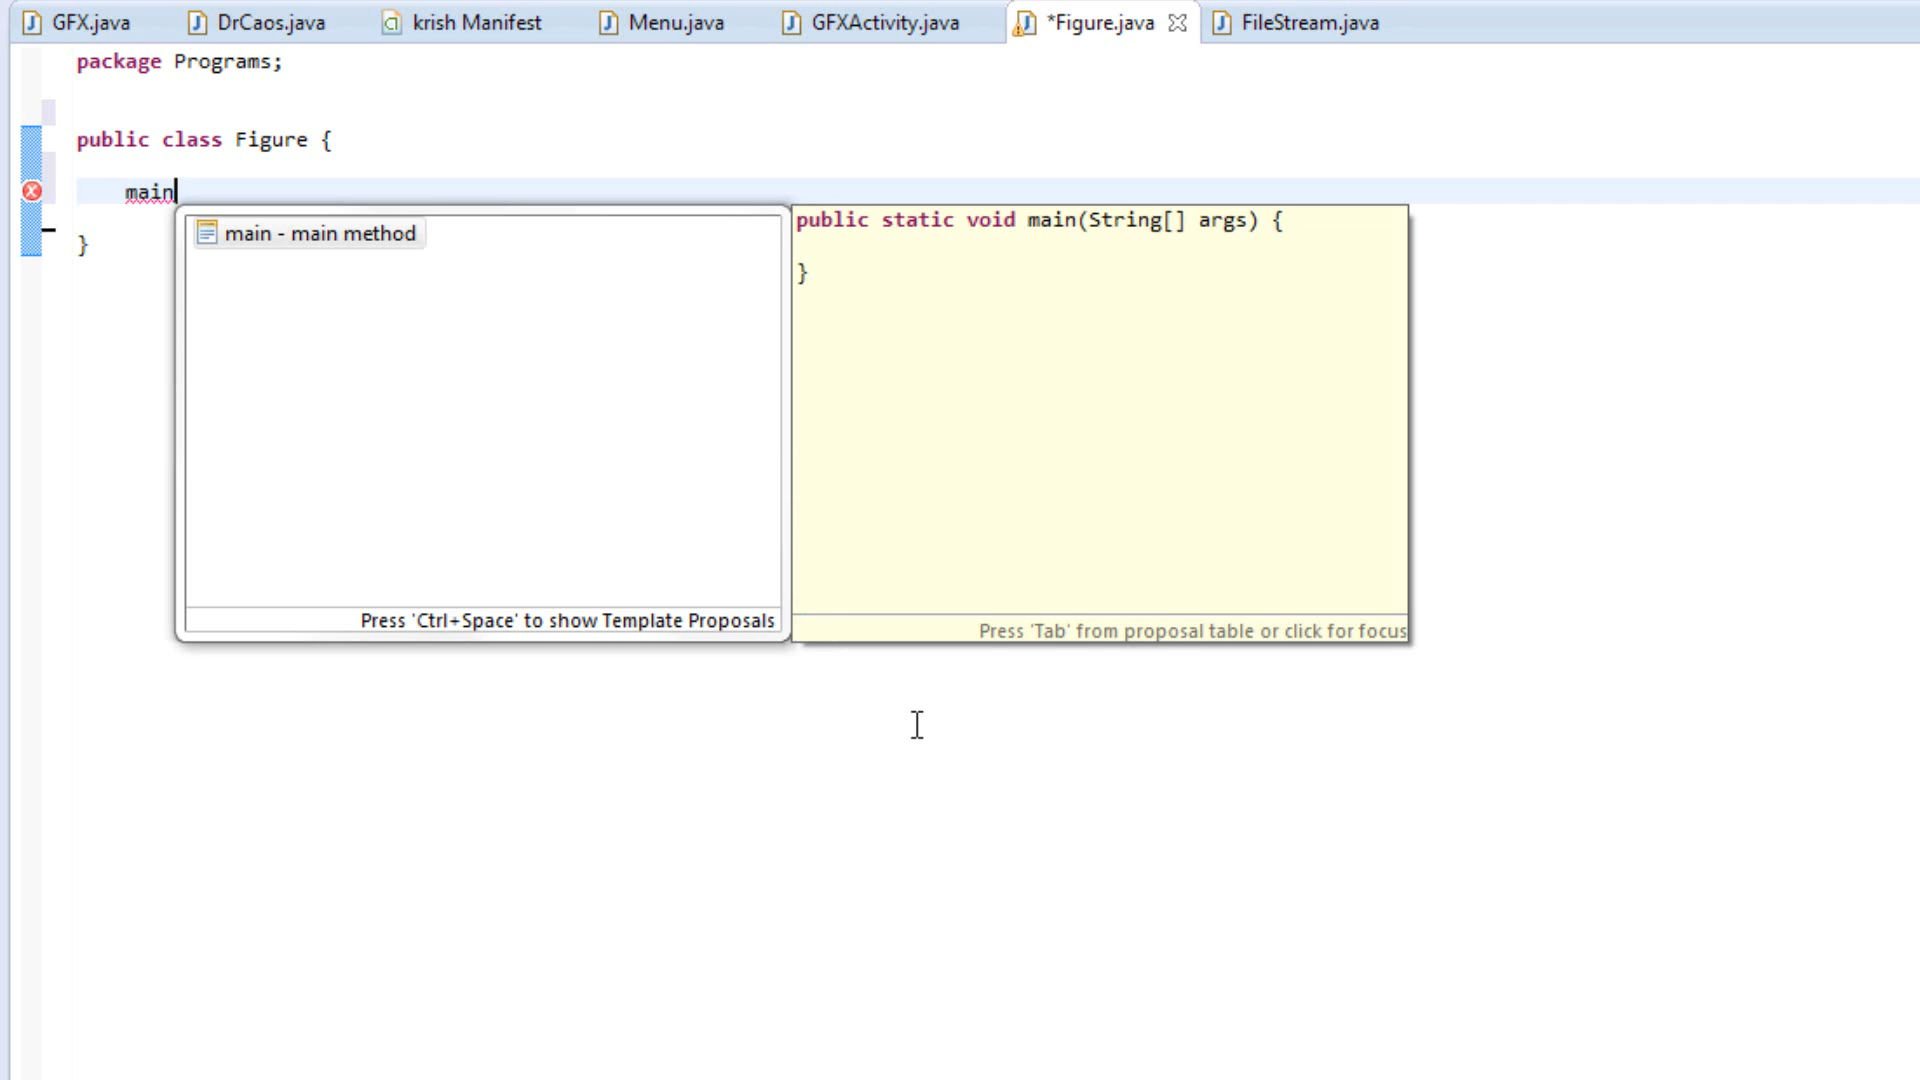 GFX.java DrCaos.java krish Manifest Menu.java GFXActivity.java *Figure.java FileStream.java
package Programs;
public class Figure {
main
main - main method
public static void main(String[] args) {
}
}
Press 'Ctrl+Space' to show Template Proposals
Press 'Tab' from proposal table or click for focus